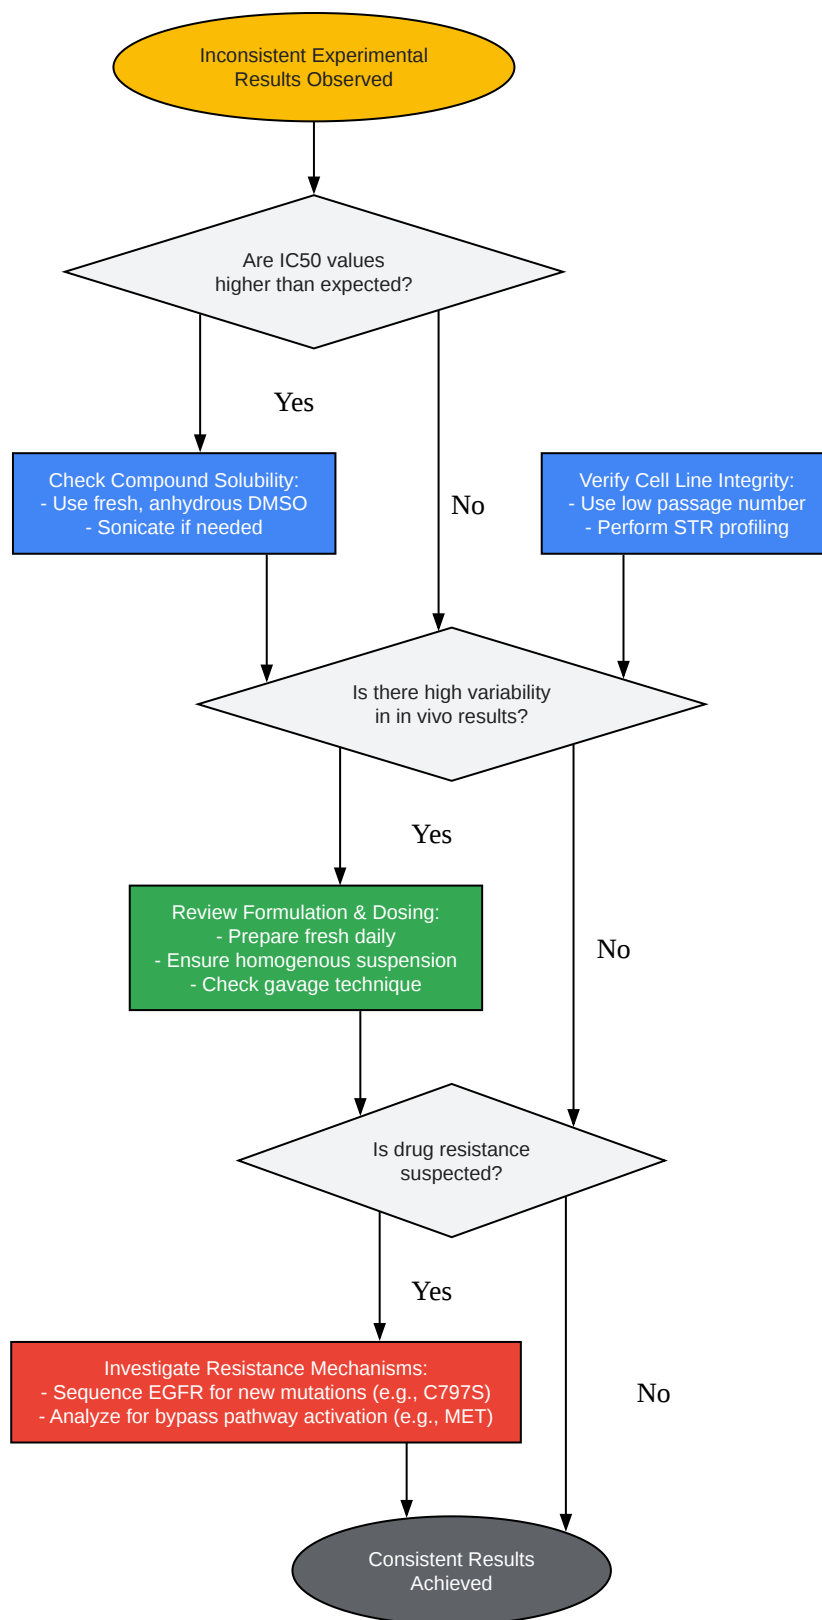 Inconsistent Experimental
Results Observed
Are IC50 values
higher than expected?
Yes
Check Compound Solubility:
- Use fresh, anhydrous DMSO
- Sonicate if needed
No
Verify Cell Line Integrity:
- Use low passage number
- Perform STR profiling
Is there high variability
in in vivo results?
Yes
Review Formulation & Dosing:
- Prepare fresh daily
- Ensure homogenous suspension
- Check gavage technique
No
Is drug resistance
suspected?
Yes
Investigate Resistance Mechanisms:
- Sequence EGFR for new mutations (e.g., C797S)
- Analyze for bypass pathway activation (e.g., MET)
No
Consistent Results
Achieved